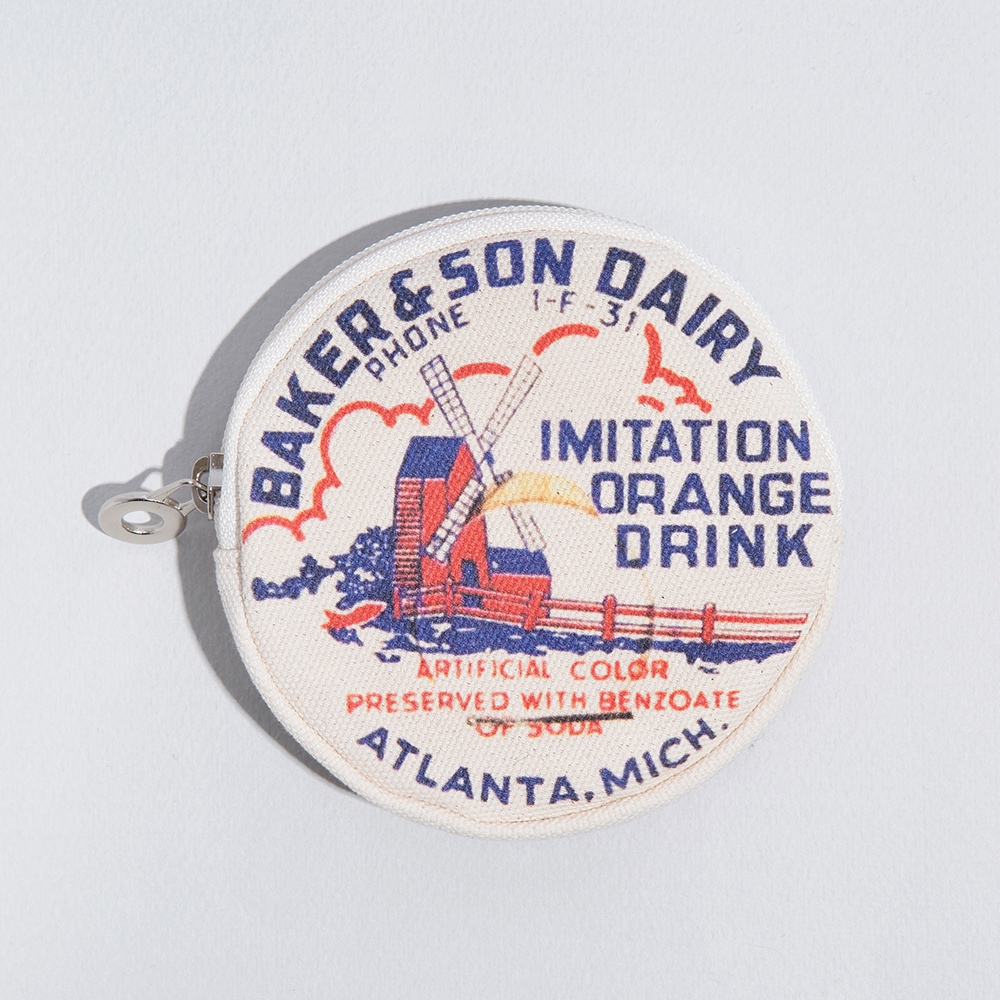 BAKER & SON DAIRY
PHONE 1-F-31
IMITATION
ORANGE
DRINK
ARTIFICIAL COLOR
PRESERVED WITH BENZOATE
OF SODA
ATLANTA, MICH.